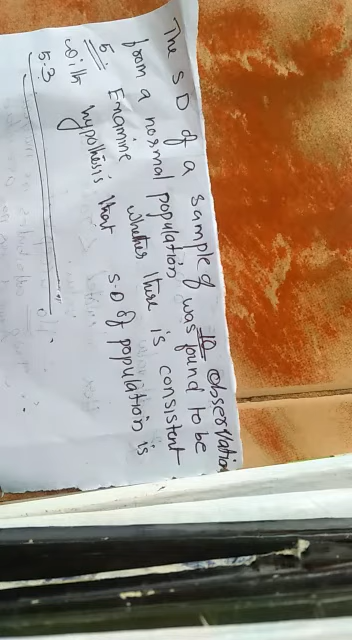 The S D of a sample of 10 observation
from a normal population was found to be
5. Examine whether there is consistent
with hypothesis that S.D of population is
5.3